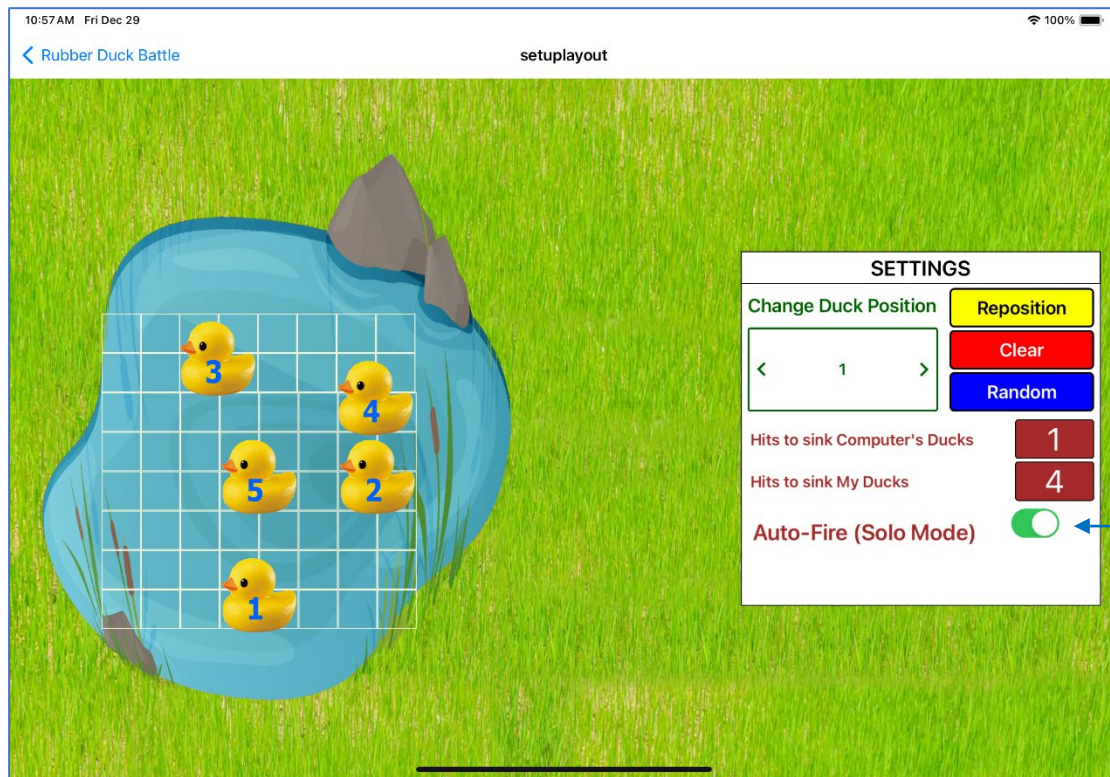 10:57 AM Fri Dec 29
100%
Rubber Duck Battle
setuplayout
SETTINGS
Change Duck Position
Reposition
1
Clear
Random
Hits to sink Computer's Ducks
1
Hits to sink My Ducks
4
Auto-Fire (Solo Mode)
3
4
5
2
1